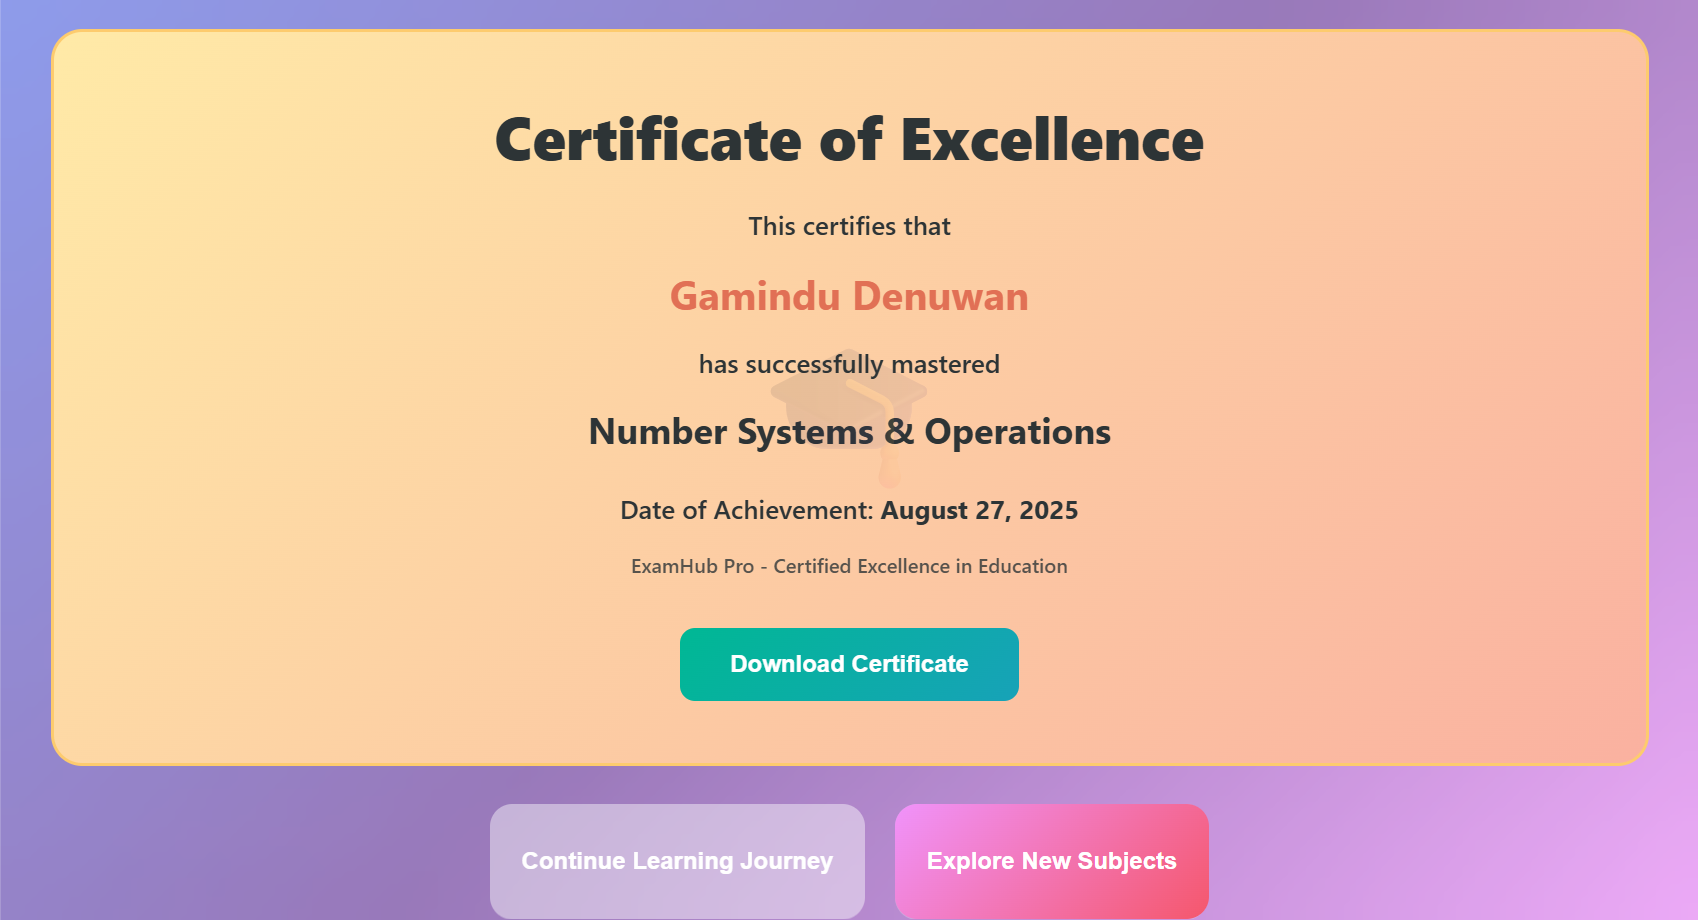 Certificate of Excellence
This certifies that
Gamindu Denuwan
has successfully mastered
Number Systems & Operations
Date of Achievement: August 27, 2025
ExamHub Pro - Certified Excellence in Education
Download Certificate
Continue Learning Journey
Explore New Subjects